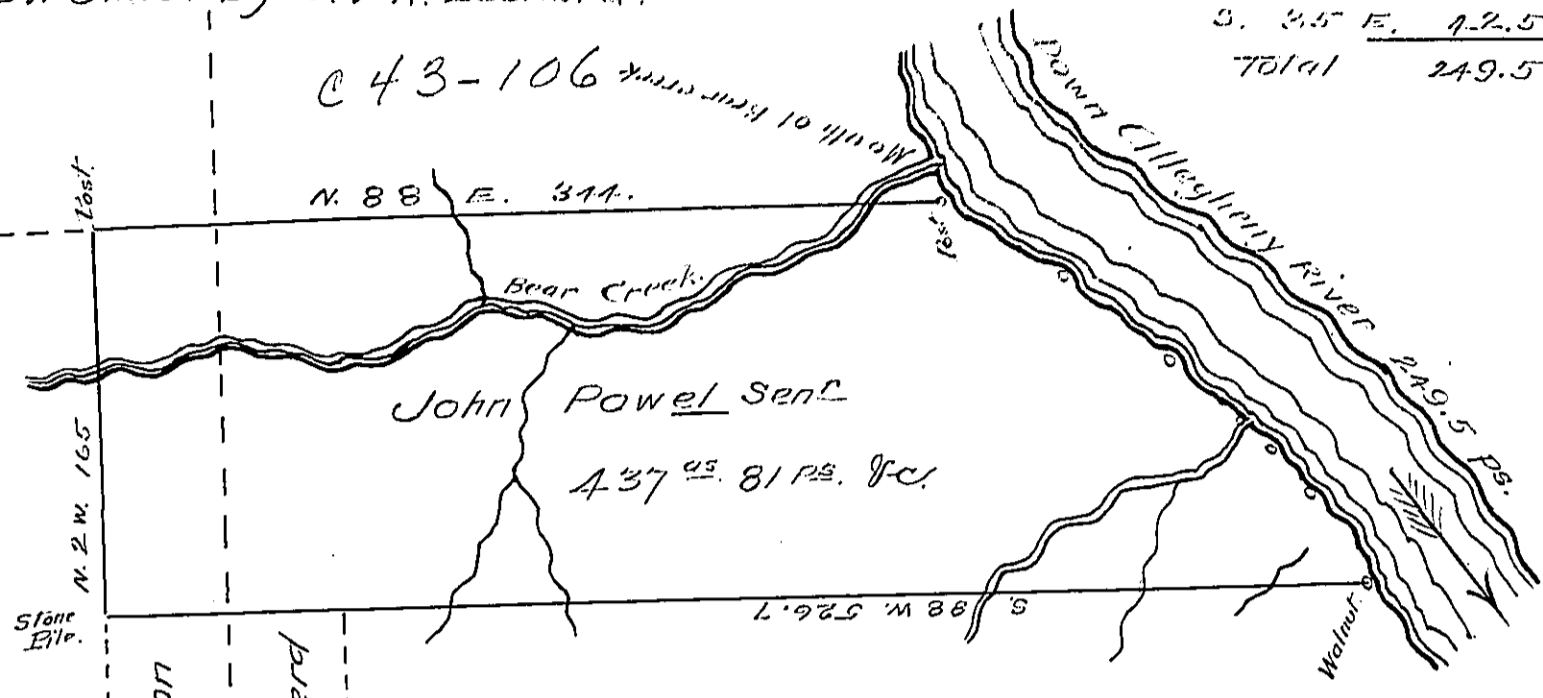 S. 35 E. 42.5
Total 249.5
C 43-106
Mouth of Bear creek
Down Allegheny River 249.5 ps.
Post.
N. 88 E. 344.
Post
Bear Creek.
John Powel Senr
437 as. 81 ps. &c.
N. 2 W. 165
S. 88 W. 526.7
Walnut.
Stone
Pile.